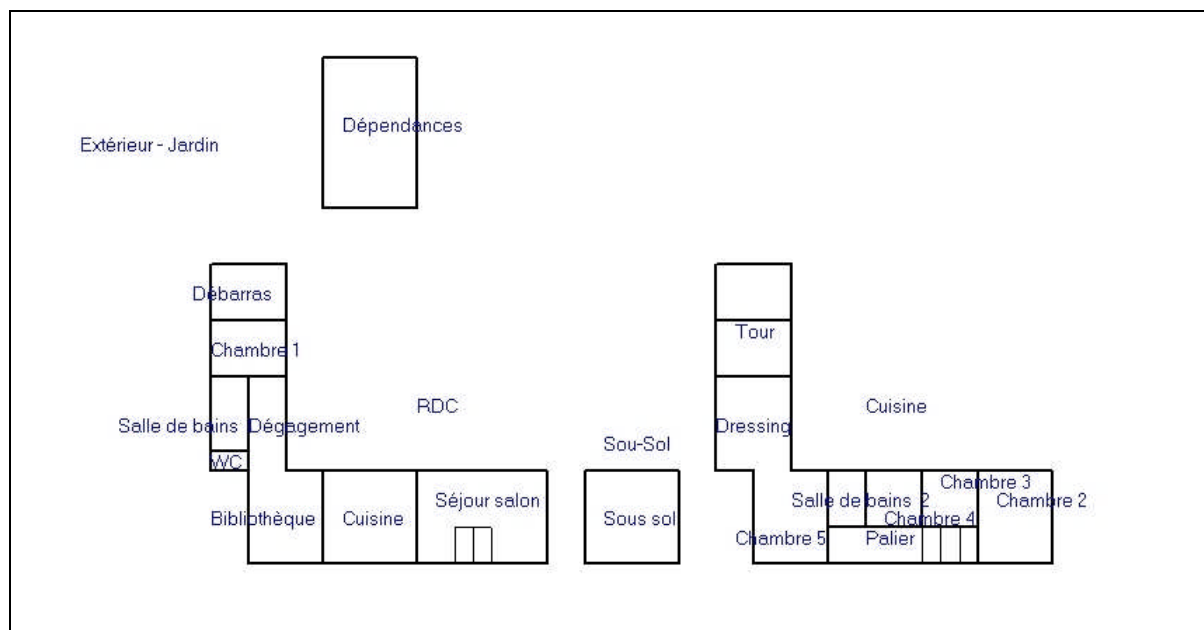 Dépendances
Extérieur - Jardin
Débarras
Chambre 1
Salle de bains
Dégagement
WC
RDC
Bibliothèque
Cuisine
Séjour salon
Sou-Sol
Sous sol
Tour
Dressing
Cuisine
Salle de bains 2
Chambre 3
Chambre 2
Chambre 4
Chambre 5
Palier